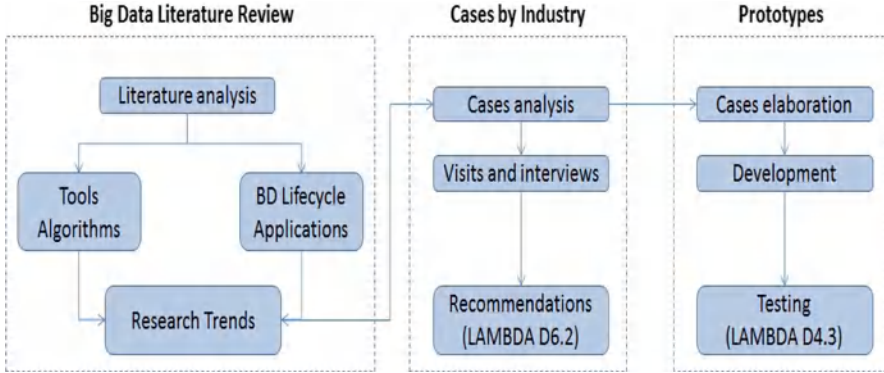 Big Data Literature Review
Literature analysis
Tools
Algorithms
BD Lifecycle
Applications
Research Trends
Cases by Industry
Cases analysis
Visits and interviews
Recommendations
(LAMBDA D6.2)
Prototypes
Cases elaboration
Development
Testing
(LAMBDA D4.3)